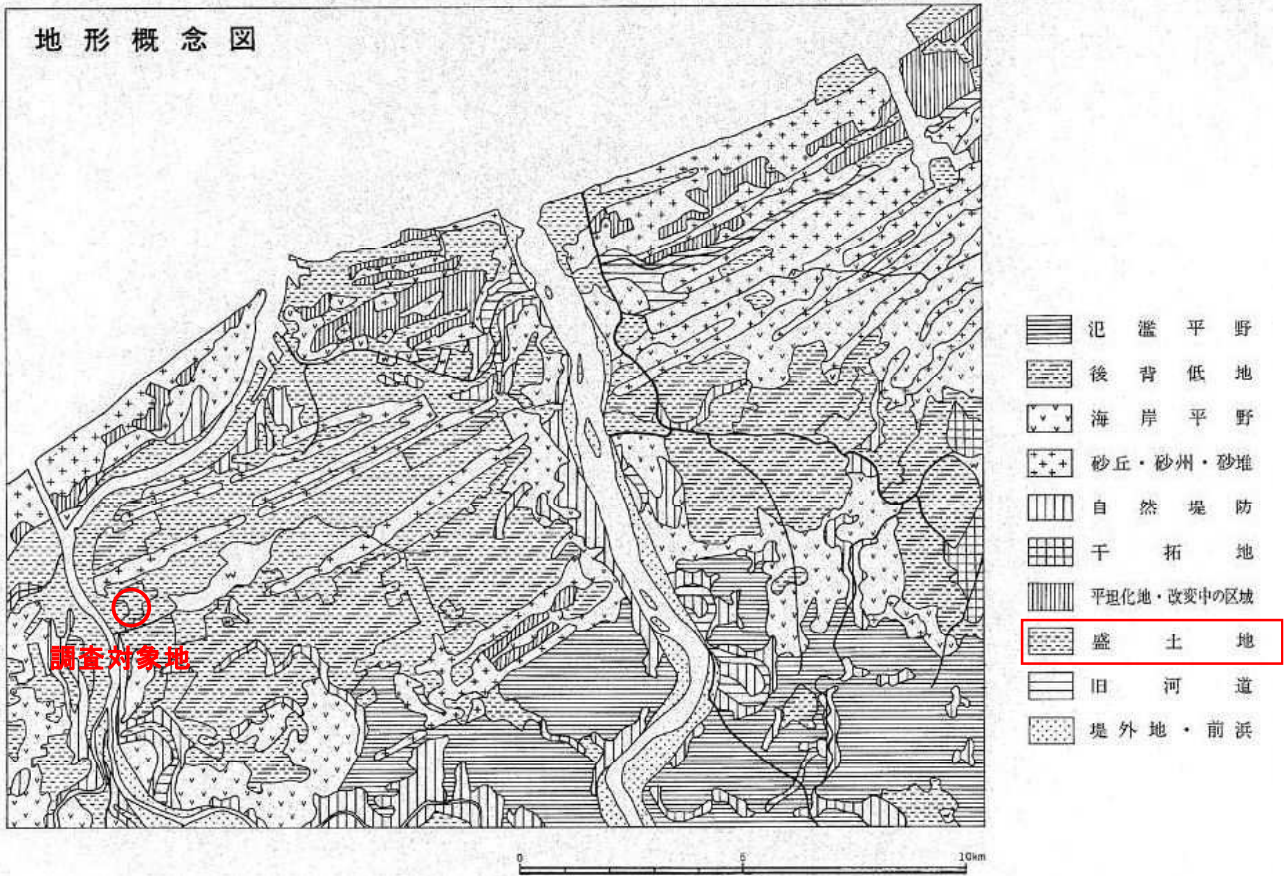 地形概念図
調査対象地
氾濫平野
後背低地
海岸平野
砂丘・砂州・砂堆
自然堤防
干拓地
平坦化地・改変中の区域
盛土地
旧河道
堤外地・前浜
0 5 10km